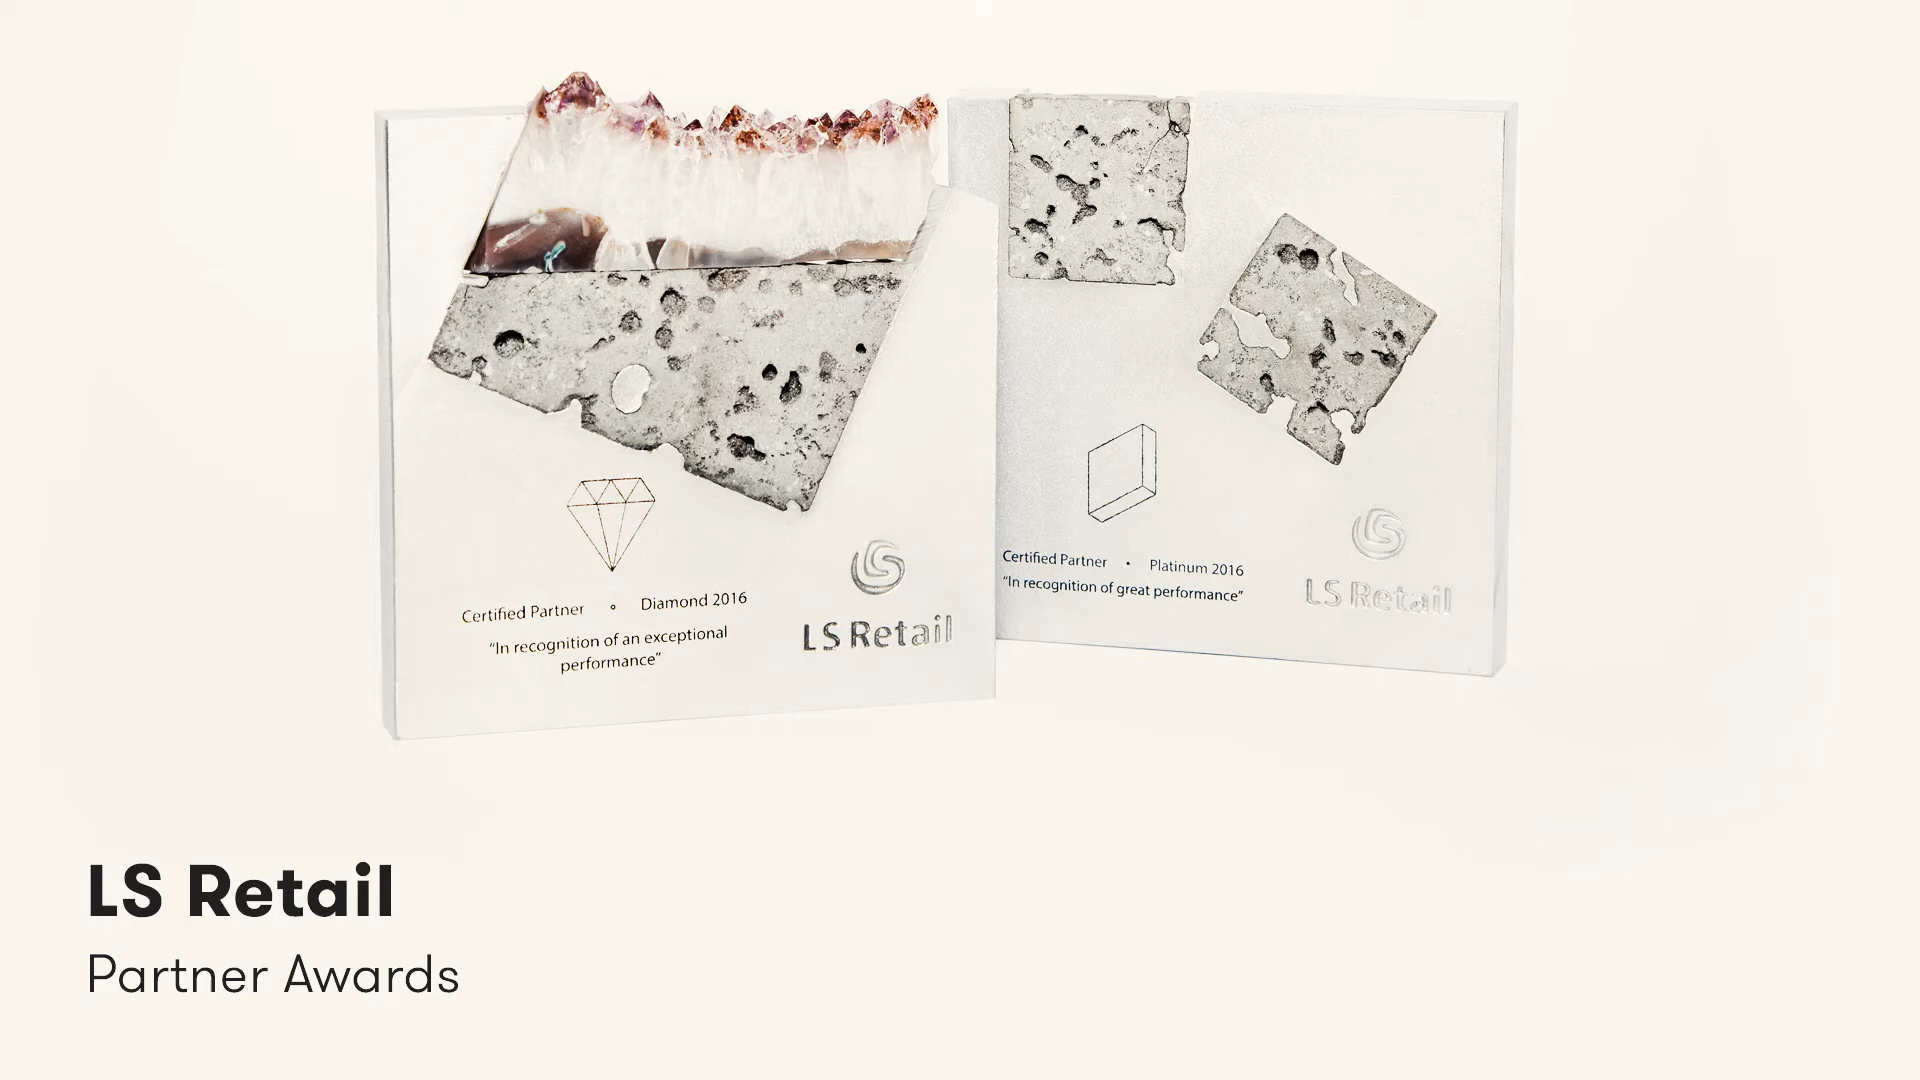 Certified Partner ∘ Diamond 2016
"In recognition of an exceptional
performance"
LS Retail
Certified Partner • Platinum 2016
"In recognition of great performance"
LS Retail
LS Retail
Partner Awards